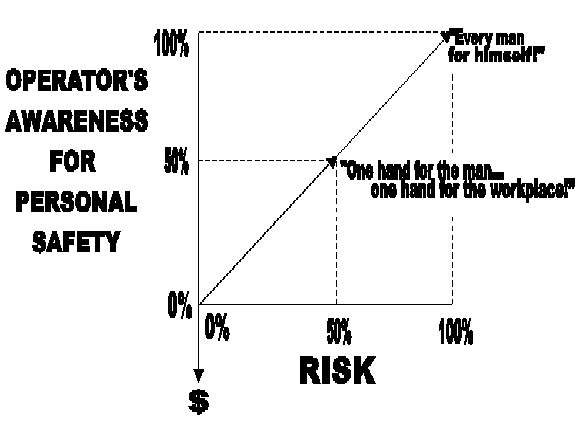 100%
"Every man
for himself!"
OPERATOR'S
AWARENESS
FOR
PERSONAL
SAFETY
50%
"One hand for the man...
one hand for the workplace!"
0%
0%
50%
100%
RISK
$